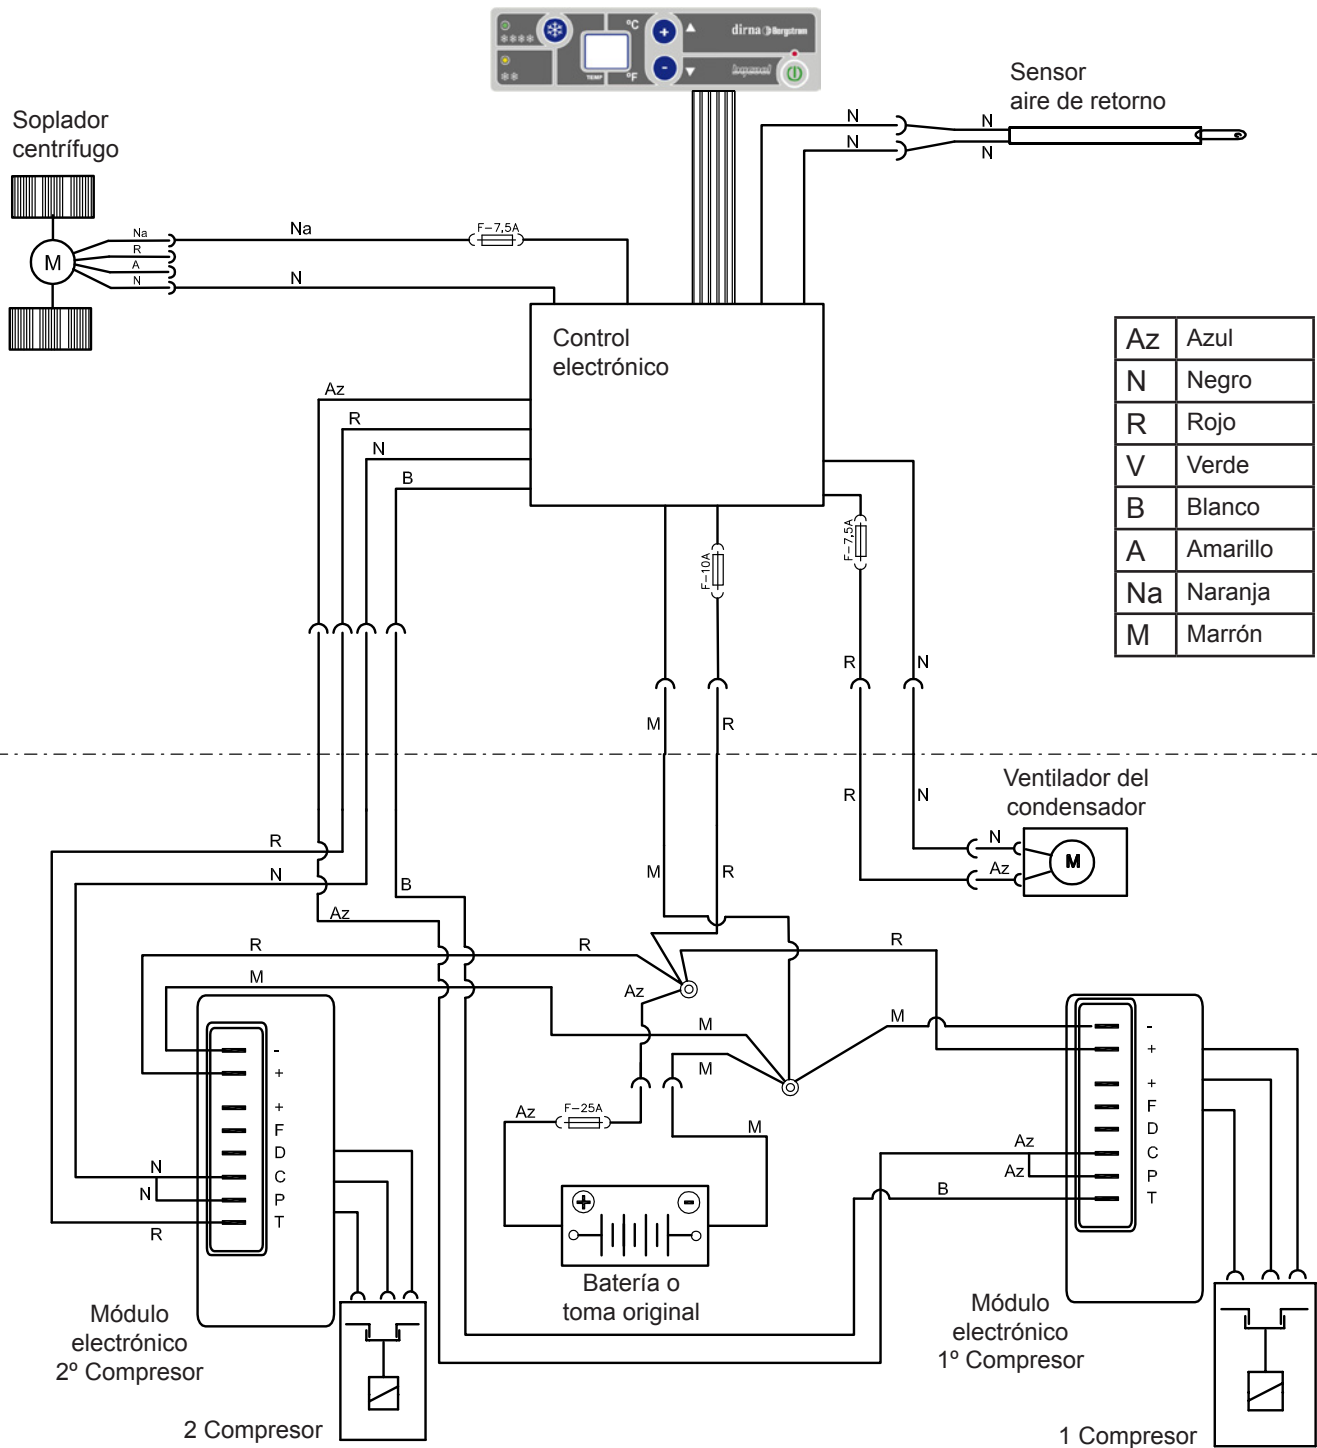 °C
dirna Bergstrom
TEMP
°F
Sensor
aire de retorno
N
N
N
N
Soplador
centrífugo
M
Na
R
A
N
Na
F-7,5A
N
Control
electrónico
Az Azul
N Negro
R Rojo
V Verde
B Blanco
A Amarillo
Na Naranja
M Marrón
Az
R
N
B
F-10A
F-7,5A
R
N
M
R
Ventilador del
condensador
R
N
N
Az
M
R
N
Az
B
M
R
R
M
R
R
Az
M
M
M
Az
F-25A
M
-
+
+
F
D
C
P
T
N
N
R
-
+
+
F
D
C
P
T
Az
Az
B
+
-
Batería o
toma original
Módulo
electrónico
2º Compresor
2 Compresor
Módulo
electrónico
1º Compresor
1 Compresor